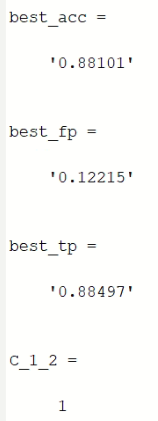 best_acc =
'0.88101'
best_fp =
'0.12215'
best_tp =
'0.88497'
C_1_2 =
1